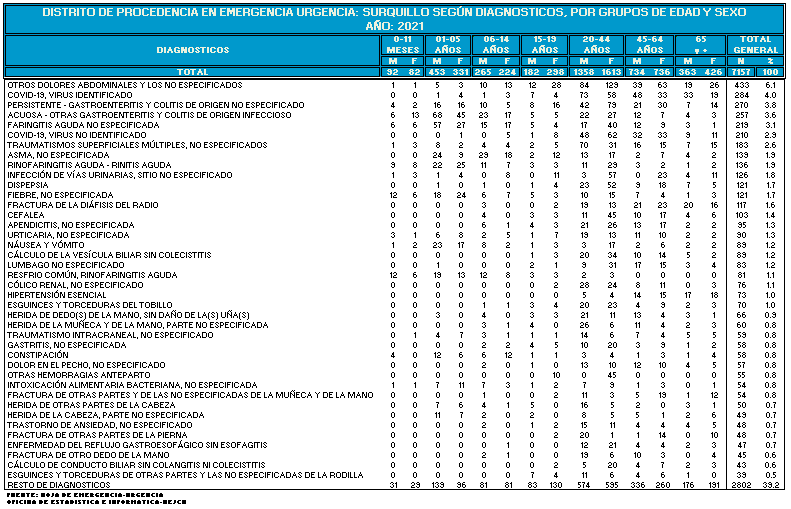 DISTRITO DE PROCEDENCIA EN EMERGENCIA URGENCIA: SURQUILLO SEGÚN DIAGNOSTICOS, POR GRUPOS DE EDAD Y SEXO
AÑO: 2021
DIAGNOSTICOS 0-11 MESES 01-05 AÑOS 06-14 AÑOS 15-19 AÑOS 20-44 AÑOS 45-64 AÑOS 65 y + TOTAL GENERAL
M F M F M F M F M F M F M F N %
TOTAL 92 82 453 331 265 224 182 298 1358 1613 734 736 363 426 7157 100
OTROS DOLORES ABDOMINALES Y LOS NO ESPECIFICADOS 1 1 5 3 10 13 12 28 84 129 39 63 19 26 433 6.1
COVID-19, VIRUS IDENTIFICADO 0 0 1 4 1 3 7 4 73 58 48 33 33 19 284 4.0
PERSISTENTE - GASTROENTERITIS Y COLITIS DE ORIGEN NO ESPECIFICADO 4 2 16 16 10 5 8 16 42 79 21 30 7 14 270 3.8
ACUOSA - OTRAS GASTROENTERITIS Y COLITIS DE ORIGEN INFECCIOSO 6 13 68 45 23 17 5 5 22 27 12 7 4 3 257 3.6
FARINGITIS AGUDA NO ESPECIFICADA 6 6 57 27 15 17 5 4 17 40 12 9 3 1 219 3.1
COVID-19, VIRUS NO IDENTIFICADO 0 0 1 0 5 1 8 4 48 62 32 33 9 11 210 2.9
TRAUMATISMOS SUPERFICIALES MÚLTIPLES, NO ESPECIFICADOS 1 3 8 2 4 4 2 5 70 31 16 15 7 15 183 2.6
ASMA, NO ESPECIFICADA 0 0 24 9 29 18 2 12 13 17 2 7 4 2 139 1.9
RINOFARINGITIS AGUDA - RINITIS AGUDA 9 8 22 25 11 7 3 3 11 29 3 2 1 2 136 1.9
INFECCIÓN DE VÍAS URINARIAS, SITIO NO ESPECIFICADO 1 3 1 4 0 8 0 11 3 57 0 23 4 11 126 1.8
DISPEPSIA 0 0 1 0 1 0 1 4 23 52 9 18 7 5 121 1.7
FIEBRE, NO ESPECIFICADA 12 6 18 24 6 7 5 3 10 15 7 4 1 3 121 1.7
FRACTURA DE LA DIÁFISIS DEL RADIO 0 0 0 0 3 0 0 2 19 13 21 23 20 16 117 1.6
CEFALEA 0 0 0 0 4 0 3 3 11 45 10 17 4 6 103 1.4
APENDICITIS, NO ESPECIFICADA 0 0 0 0 6 1 4 3 21 26 13 17 2 2 95 1.3
URTICARIA, NO ESPECIFICADA 3 1 6 8 2 5 1 7 19 13 11 10 2 2 90 1.3
NÁUSEA Y VÓMITO 1 2 23 17 8 2 1 3 3 17 2 6 2 2 89 1.2
CÁLCULO DE LA VESÍCULA BILIAR SIN COLECISTITIS 0 0 0 0 0 0 1 3 20 34 10 14 5 2 89 1.2
LUMBAGO NO ESPECIFICADO 0 0 1 0 0 0 2 1 9 31 17 15 3 4 83 1.2
RESFRIO COMÚN, RINOFARINGITIS AGUDA 12 6 19 13 12 8 3 3 2 3 0 0 0 0 81 1.1
CÓLICO RENAL, NO ESPECIFICADO 0 0 0 0 0 0 0 2 28 24 8 11 0 3 76 1.1
HIPERTENSIÓN ESENCIAL 0 0 0 0 0 0 0 0 5 4 14 15 17 18 73 1.0
ESGUINCES Y TORCEDURAS DEL TOBILLO 0 0 0 0 1 1 3 4 20 23 4 9 2 3 70 1.0
HERIDA DE DEDO(S) DE LA MANO, SIN DAÑO DE LA(S) UÑA(S) 0 0 3 0 4 0 3 3 21 11 13 4 3 1 66 0.9
HERIDA DE LA MUÑECA Y DE LA MANO, PARTE NO ESPECIFICADA 0 0 0 0 3 1 4 0 26 6 11 4 2 3 60 0.8
TRAUMATISMO INTRACRANEAL, NO ESPECIFICADO 0 1 4 7 3 1 1 1 14 6 7 4 5 5 59 0.8
GASTRITIS, NO ESPECIFICADA 0 0 0 0 2 2 4 5 10 20 3 9 1 2 58 0.8
CONSTIPACIÓN 4 0 12 6 6 12 1 1 3 4 1 3 1 4 58 0.8
DOLOR EN EL PECHO, NO ESPECIFICADO 0 0 0 0 2 0 0 1 13 10 12 10 4 5 57 0.8
OTRAS HEMORRAGIAS ANTEPARTO 0 0 0 0 0 0 0 10 0 45 0 0 0 0 55 0.8
INTOXICACIÓN ALIMENTARIA BACTERIANA, NO ESPECIFICADA 1 1 7 11 7 3 1 2 7 9 1 3 0 1 54 0.8
FRACTURA DE OTRAS PARTES Y DE LAS NO ESPECIFICADAS DE LA MUÑECA Y DE LA MANO 0 0 0 0 1 0 0 2 11 3 5 19 1 12 54 0.8
HERIDA DE OTRAS PARTES DE LA CABEZA 0 0 7 6 4 1 5 0 16 5 2 0 3 1 50 0.7
HERIDA DE LA CABEZA, PARTE NO ESPECIFICADA 0 0 11 7 2 0 2 0 8 5 5 1 2 6 49 0.7
TRASTORNO DE ANSIEDAD, NO ESPECIFICADO 0 0 0 0 2 0 1 2 15 11 4 4 4 5 48 0.7
FRACTURA DE OTRAS PARTES DE LA PIERNA 0 0 0 0 0 0 0 2 20 1 1 14 0 10 48 0.7
ENFERMEDAD DEL REFLUJO GASTROESOFÁGICO SIN ESOFAGITIS 0 0 0 0 1 0 0 0 12 21 4 4 2 3 47 0.7
FRACTURA DE OTRO DEDO DE LA MANO 0 0 0 0 2 1 0 0 19 6 10 3 0 4 45 0.6
CÁLCULO DE CONDUCTO BILIAR SIN COLANGITIS NI COLECISTITIS 0 0 0 0 0 0 0 2 5 20 4 7 2 3 43 0.6
ESGUINCES Y TORCEDURAS DE OTRAS PARTES Y LAS NO ESPECIFICADAS DE LA RODILLA 0 0 0 0 0 0 7 4 11 6 4 6 1 0 39 0.5
RESTO DE DIAGNOSTICOS 31 29 139 96 81 81 83 130 574 595 336 260 176 191 2802 39.2
FUENTE: HOJA DE EMERGENCIA-URGENCIA
OFICINA DE ESTADISTICA E INFORMATICA-HEJCU